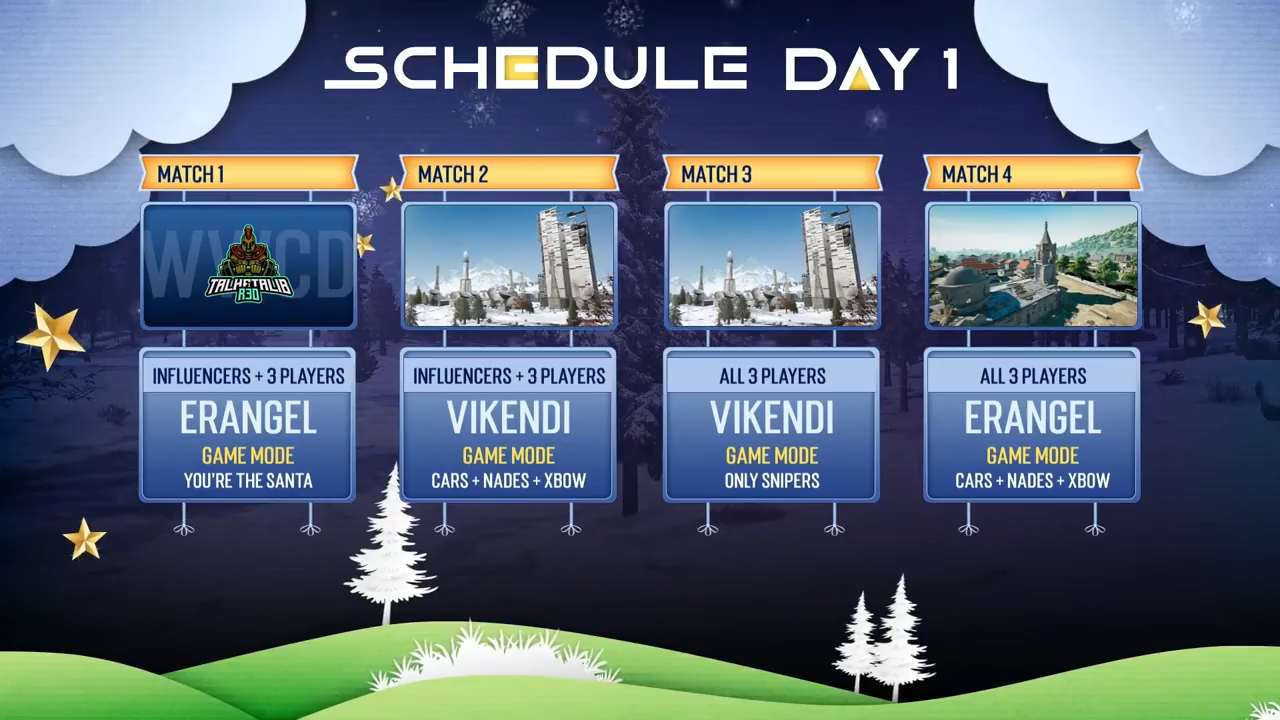 SCHEDULE DAY 1
MATCH 1
WWCD
TALHATALIB
R3D
INFLUENCERS + 3 PLAYERS
ERANGEL
GAME MODE
YOU'RE THE SANTA
MATCH 2
INFLUENCERS + 3 PLAYERS
VIKENDI
GAME MODE
CARS + NADES + XBOW
MATCH 3
ALL 3 PLAYERS
VIKENDI
GAME MODE
ONLY SNIPERS
MATCH 4
ALL 3 PLAYERS
ERANGEL
GAME MODE
CARS + NADES + XBOW